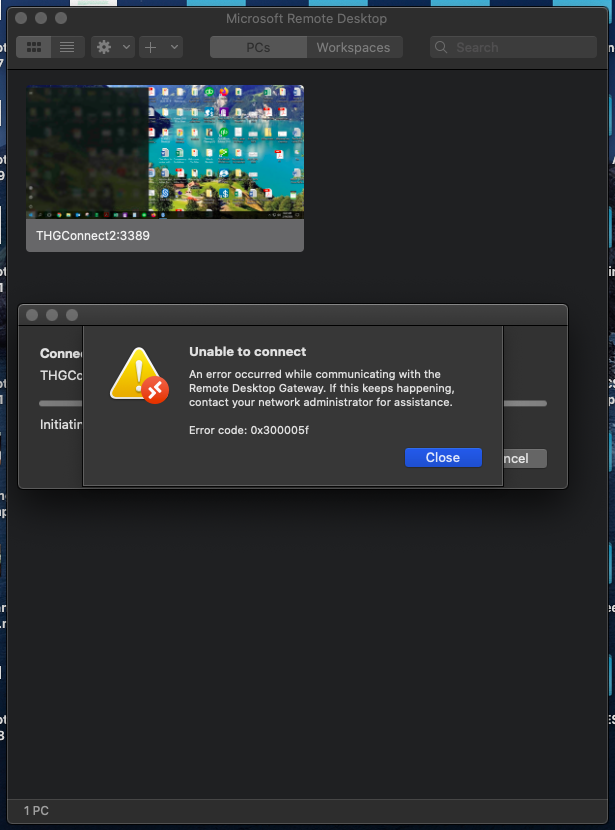 Microsoft Remote Desktop
PCs
Workspaces
Search
THGConnect2:3389
Unable to connect
An error occurred while communicating with the
Remote Desktop Gateway. If this keeps happening,
contact your network administrator for assistance.
Error code: 0x300005f
Close
Conne
THGCo
Initiatin
ncel
1 PC